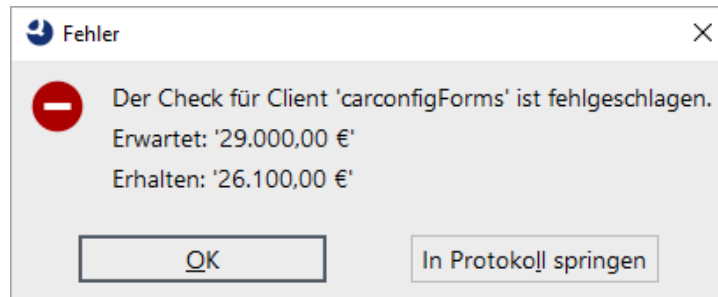 Fehler
Der Check für Client 'carconfigForms' ist fehlgeschlagen.
Erwartet: '29.000,00 €'
Erhalten: '26.100,00 €'
OK
In Protokoll springen